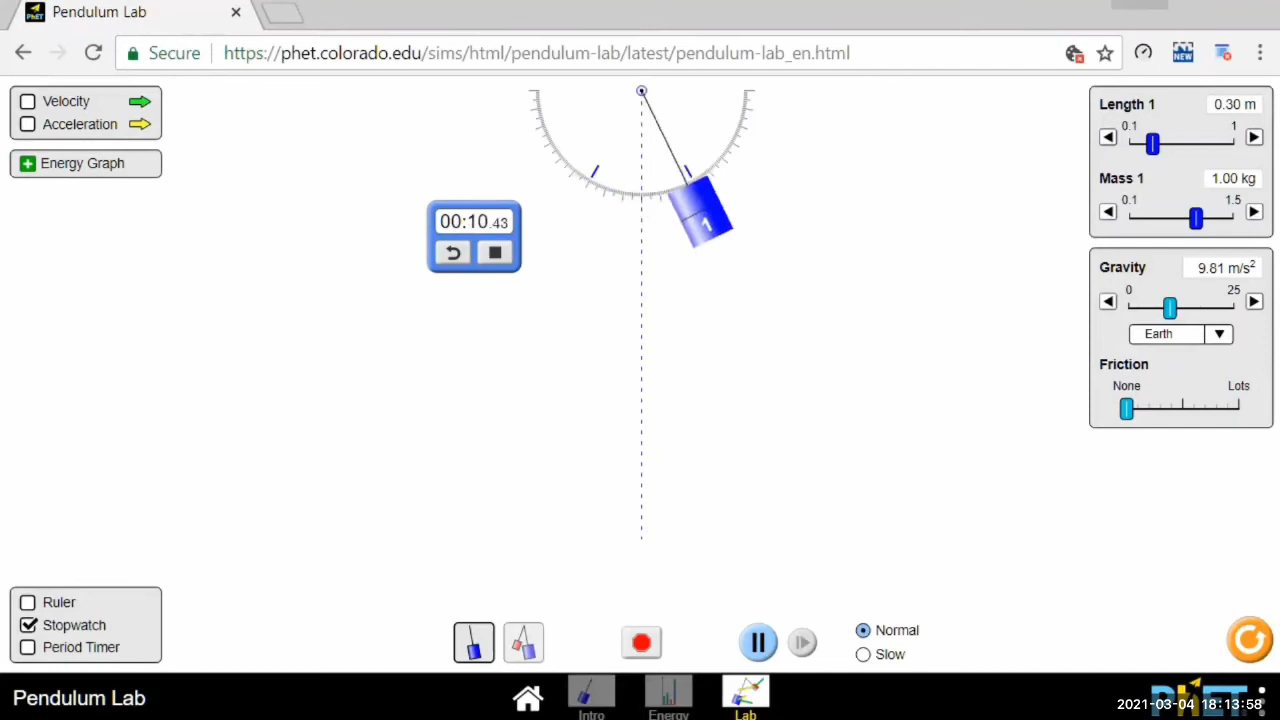 PhET Pendulum Lab
Secure https://phet.colorado.edu/sims/html/pendulum-lab/latest/pendulum-lab_en.html NEW
Velocity
Acceleration
Energy Graph
00:10.43
1
Length 1 0.30 m
0.1 1
Mass 1 1.00 kg
0.1 1.5
Gravity 9.81 m/s²
0 25
Earth
Friction
None Lots
Ruler
Stopwatch
Period Timer
Normal
Slow
Pendulum Lab
Intro Energy Lab
PhET
2021-03-04 18:13:58